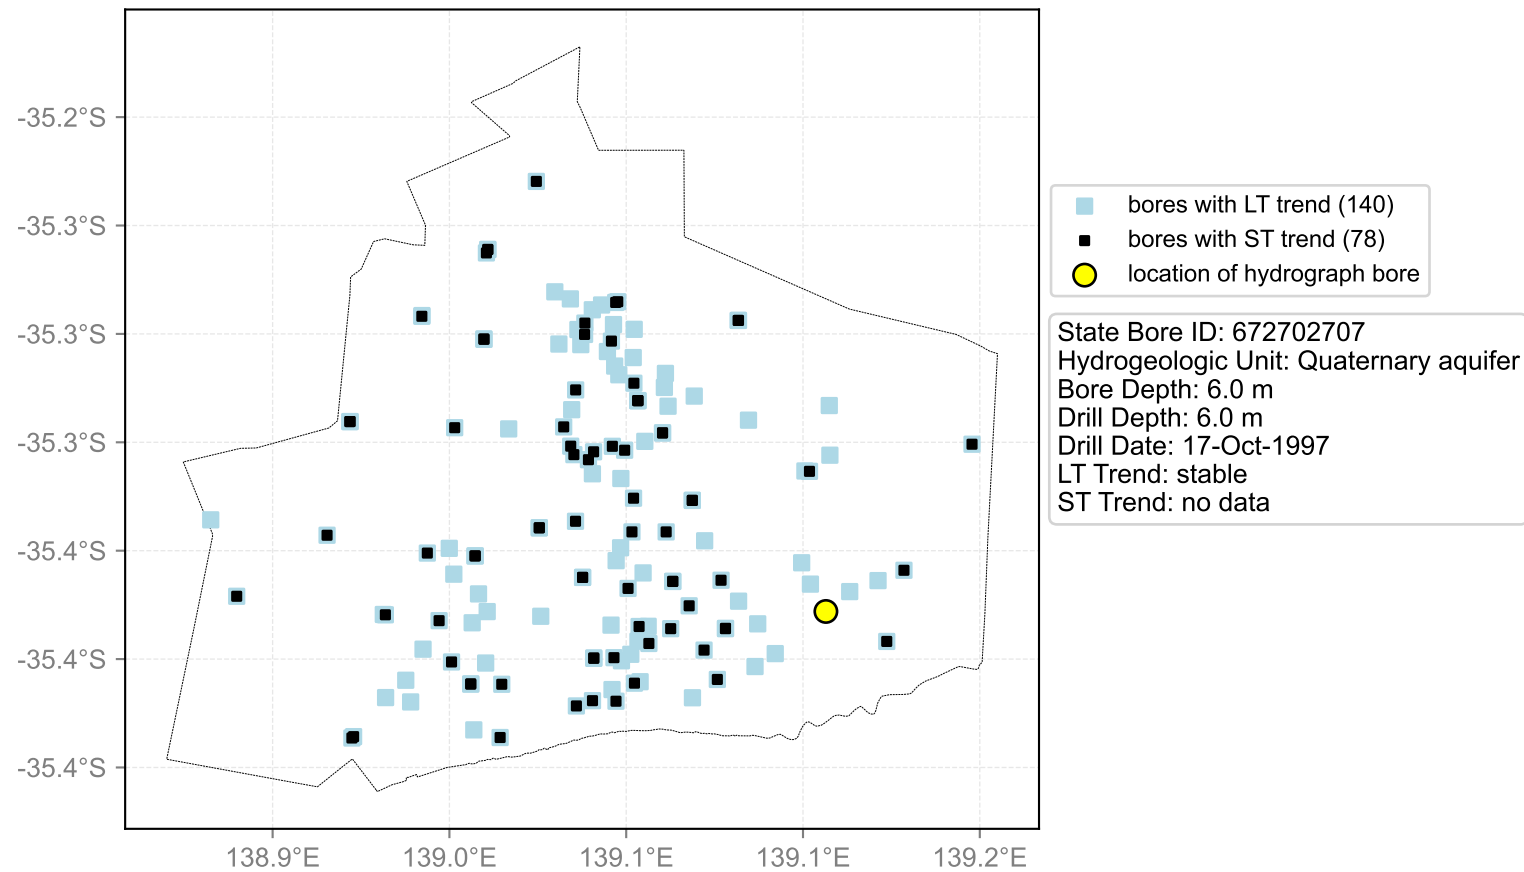 -35.2°S
-35.3°S
-35.3°S
-35.3°S
-35.4°S
-35.4°S
-35.4°S
138.9°E
139.0°E
139.1°E
139.1°E
139.2°E
bores with LT trend (140)
bores with ST trend (78)
location of hydrograph bore
State Bore ID: 672702707
Hydrogeologic Unit: Quaternary aquifer
Bore Depth: 6.0 m
Drill Depth: 6.0 m
Drill Date: 17-Oct-1997
LT Trend: stable
ST Trend: no data